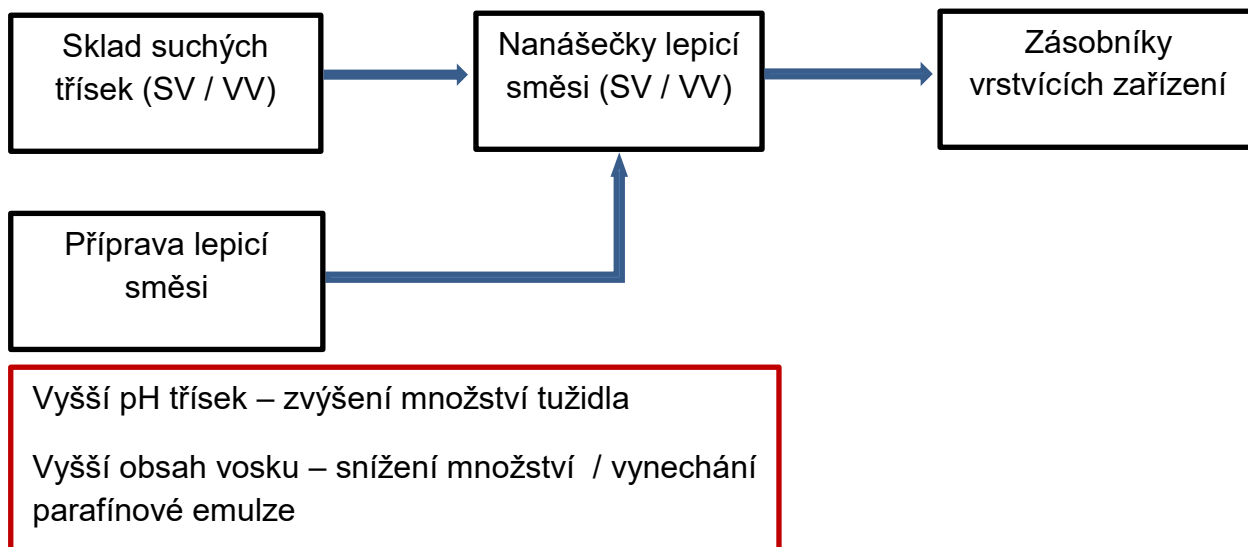 Sklad suchých
třísek (SV / VV)
Nanášečky lepicí
směsi (SV / VV)
Zásobníky
vrstvících zařízení
Příprava lepicí
směsi
Vyšší pH třísek – zvýšení množství tužidla
Vyšší obsah vosku – snížení množství / vynechání
parafínové emulze